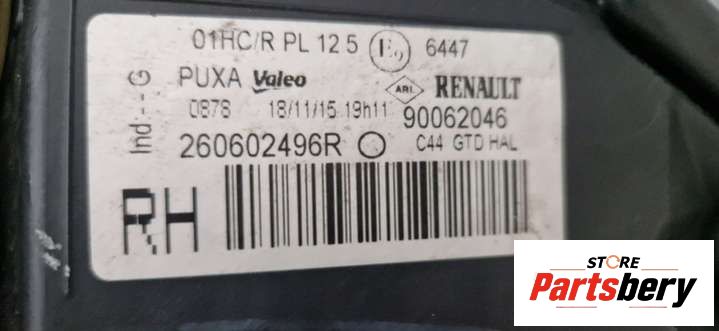 01HC/R PL 12 5 E9 6447
PUXA Valeo ARL RENAULT
0878 18/11/15 19h11 90062046
Ind - - G
260602496R C44 GTD HAL
RH
STORE
Partsbery